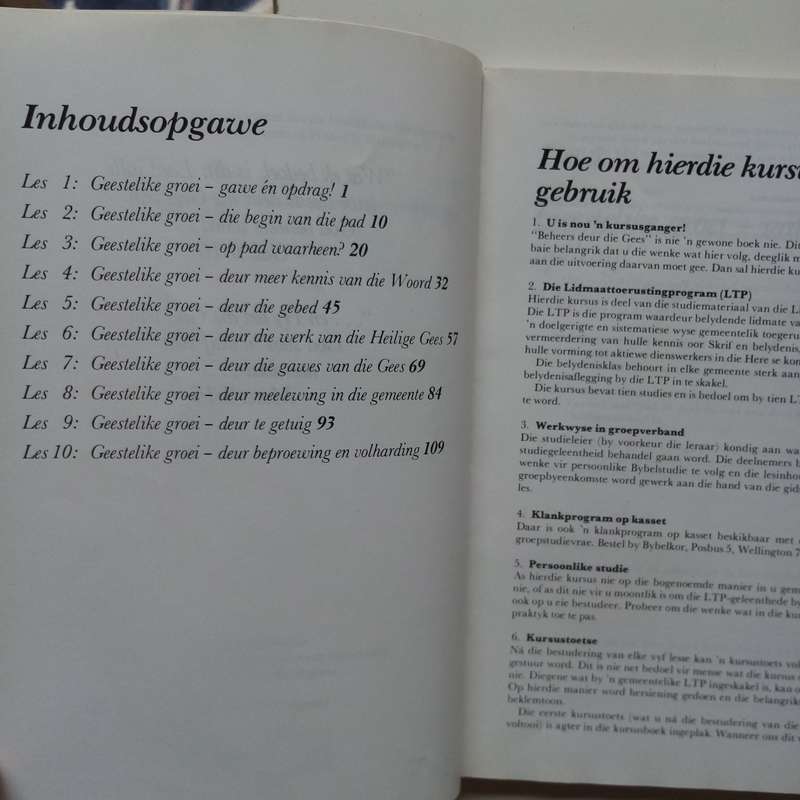 Inhoudsopgawe
Les 1: Geestelike groei – gawe én opdrag! 1
Les 2: Geestelike groei – die begin van die pad 10
Les 3: Geestelike groei – op pad waarheen? 20
Les 4: Geestelike groei – deur meer kennis van die Woord 32
Les 5: Geestelike groei – deur die gebed 45
Les 6: Geestelike groei – deur die werk van die Heilige Gees 57
Les 7: Geestelike groei – deur die gawes van die Gees 69
Les 8: Geestelike groei – deur meelewing in die gemeente 84
Les 9: Geestelike groei – deur te getuig 93
Les 10: Geestelike groei – deur beproewing en volharding 109
Hoe om hierdie kursu
gebruik
1. U is nou 'n kursusganger!
"Beheers deur die Gees" is nie 'n gewone boek nie. Dit
baie belangrik dat u die wenke wat hier volg, deeglik m
aan die uitvoering daarvan moet gee. Dan sal hierdie ku
2. Die Lidmaattoerustingprogram (LTP)
Hierdie kursus is deel van die studiemateriaal van die L
Die LTP is die program waardeur belydende lidmate v
'n doelgerigte en sistematiese wyse gemeentelik toegeru
vermeerdering van hulle kennis oor Skrif en belydenis,
hulle vorming tot aktiewe dienswerkers in die Here se kon
Die belydenisklas behoort in elke gemeente sterk aan
belydenisaflegging by die LTP in te skakel.
Die kursus bevat tien studies en is bedoel om by tien LT
te word.
3. Werkwyse in groepverband
Die studieleier (by voorkeur die leraar) kondig aan wa
studiegeleentheid behandel gaan word. Die deelnemers b
wenke vir persoonlike Bybelstudie te volg en die lesinhou
groepbyeenkomste word gewerk aan die hand van die gids
les.
4. Klankprogram op kasset
Daar is ook 'n klankprogram op kasset beskikbaar met
groepstudievrae. Bestel by Bybelkor, Posbus 5, Wellington 7
5. Persoonlike studie
As hierdie kursus nie op die bogenoemde manier in u gem
nie, of as dit nie vir u moontlik is om die LTP-geleenthede by
ook op u eie bestudeer. Probeer om die wenke wat in die kur
praktyk toe te pas.
6. Kursustoetse
Ná die bestudering van elke vyf lesse kan 'n kursustoets vol
gestuur word. Dit is nie net bedoel vir mense wat die kursus
nie. Diegene wat by 'n gemeentelike LTP ingeskakel is, kan o
Op hierdie manier word hersiening gedoen en die belangrik
beklemtoon.
Die eerste kursustoets (wat u ná die bestudering van die
voltooi) is agter in die kursusboek ingeplak. Wanneer ons dit v